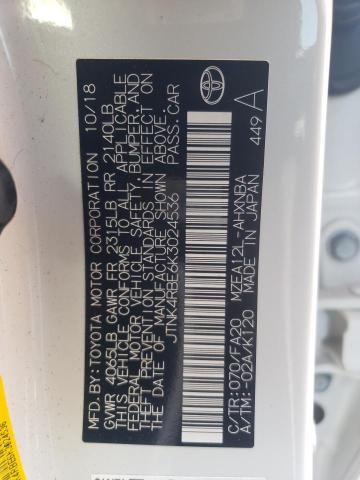 MFD.BY:TOYOTA MOTOR CORPORATION 10/18
GVWR 4065LB GAWR FR 2315LB RR 2140LB
THIS VEHICLE CONFORMS TO ALL APPLICABLE
FEDERAL MOTOR VEHICLE SAFETY, BUMPER, AND
THEFT PREVENTION STANDARDS IN EFFECT ON
THE DATE OF MANUFACTURE SHOWN ABOVE.
JTNK4RBE6K3024536 PASS.CAR
C/TR:070/FA20 MZEA12L-AHXNBA
A/TM:-02A/K120 MADE IN JAPAN
449 A
TOYOTA